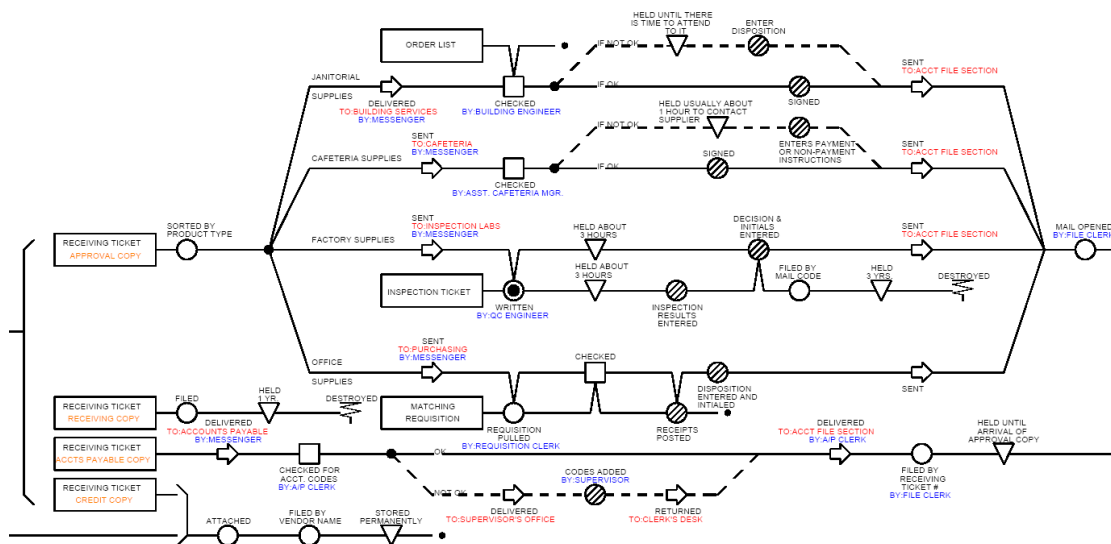 HELD UNTIL THERE
IS TIME TO ATTEND
TO IT
ENTER
DISPOSITION
ORDER LIST
IF NOT OK
SENT
TO:ACCT FILE SECTION
JANITORIAL
SUPPLIES
DELIVERED
TO:BUILDING SERVICES
BY:MESSENGER
CHECKED
BY:BUILDING ENGINEER
IF OK
SIGNED
HELD USUALLY ABOUT
1 HOUR TO CONTACT
SUPPLIER
IF NOT OK
ENTERS PAYMENT
OR NON-PAYMENT
INSTRUCTIONS
SENT
TO:CAFETERIA
BY:MESSENGER
CAFETERIA SUPPLIES
CHECKED
BY:ASST. CAFETERIA MGR.
IF OK
SIGNED
SENT
TO:ACCT FILE SECTION
RECEIVING TICKET
APPROVAL COPY
SORTED BY
PRODUCT TYPE
FACTORY SUPPLIES
SENT
TO:INSPECTION LABS
BY:MESSENGER
HELD ABOUT
3 HOURS
DECISION &
INITIALS
ENTERED
SENT
TO:ACCT FILE SECTION
MAIL OPENED
BY:FILE CLERK
INSPECTION TICKET
WRITTEN
BY:QC ENGINEER
HELD ABOUT
3 HOURS
INSPECTION
RESULTS
ENTERED
FILED BY
MAIL CODE
HELD
3 YRS.
DESTROYED
OFFICE
SUPPLIES
SENT
TO:PURCHASING
BY:MESSENGER
CHECKED
DISPOSITION
ENTERED AND
INTIALED
SENT
MATCHING
REQUISITION
REQUISITION
PULLED
BY:REQUISITION CLERK
RECEIPTS
POSTED
RECEIVING TICKET
RECEIVING COPY
FILED
HELD
1 YR.
DESTROYED
RECEIVING TICKET
ACCTS PAYABLE COPY
DELIVERED
TO:ACCOUNTS PAYABLE
BY:MESSENGER
CHECKED FOR
ACCT. CODES
BY:A/P CLERK
OK
DELIVERED
TO:ACCT FILE SECTION
BY:A/P CLERK
FILED BY
RECEIVING
TICKET #
BY:FILE CLERK
HELD UNTIL
ARRIVAL OF
APPROVAL COPY
NOT OK
DELIVERED
TO:SUPERVISOR'S OFFICE
CODES ADDED
BY:SUPERVISOR
RETURNED
TO:CLERK'S DESK
RECEIVING TICKET
CREDIT COPY
ATTACHED
FILED BY
VENDOR NAME
STORED
PERMANENTLY